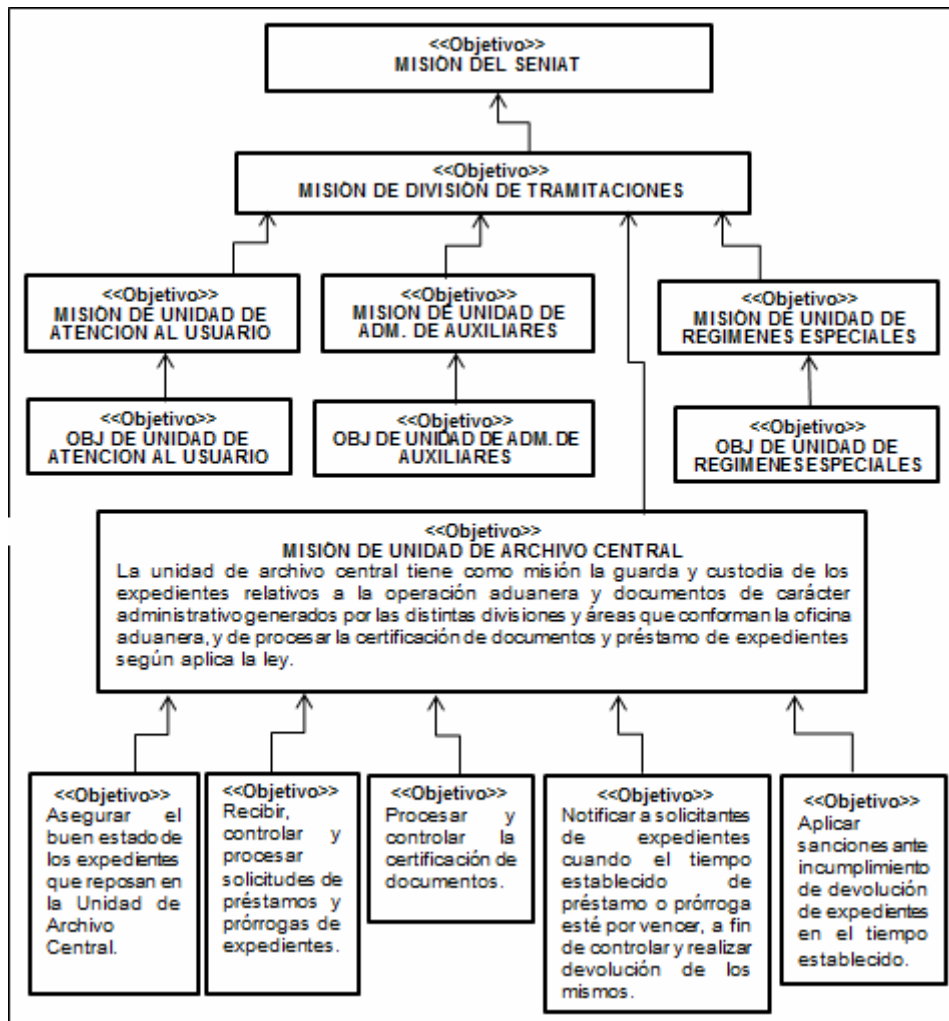 <<Objetivo>>
MISIÓN DEL SENIAT
<<Objetivo>>
MISIÓN DE DIVISIÓN DE TRAMITACIONES
<<Objetivo>>
MISIÓN DE UNIDAD DE
ATENCION AL USUARIO
<<Objetivo>>
MISIÓN DE UNIDAD DE
ADM. DE AUXILIARES
<<Objetivo>>
MISIÓN DE UNIDAD DE
REGIMENES ESPECIALES
<<Objetivo>>
OBJ DE UNIDAD DE
ATENCION AL USUARIO
<<Objetivo>>
OBJ DE UNIDAD DE ADM. DE
AUXILIARES
<<Objetivo>>
OBJ DE UNIDAD DE
REGIMENES ESPECIALES
<<Objetivo>>
MISIÓN DE UNIDAD DE ARCHIVO CENTRAL
La unidad de archivo central tiene como misión la guarda y custodia de los
expedientes relativos a la operación aduanera y documentos de carácter
administrativo generados por las distintas divisiones y áreas que conforman la oficina
aduanera, y de procesar la certificación de documentos y préstamo de expedientes
según aplica la ley.
<<Objetivo>>
Asegurar el
buen estado de
los expedientes
que reposan en
la Unidad de
Archivo
Central.
<<Objetivo>>
Recibir,
controlar y
procesar
solicitudes de
préstamos y
prórrogas de
expedientes.
<<Objetivo>>
Procesar y
controlar la
certificación de
documentos.
<<Objetivo>>
Notificar a solicitantes
de expedientes
cuando el tiempo
establecido de
préstamo o prórroga
esté por vencer, a fin
de controlar y realizar
devolución de los
mismos.
<<Objetivo>>
Aplicar
sanciones ante
incumplimiento
de devolución
de expedientes
en el tiempo
establecido.